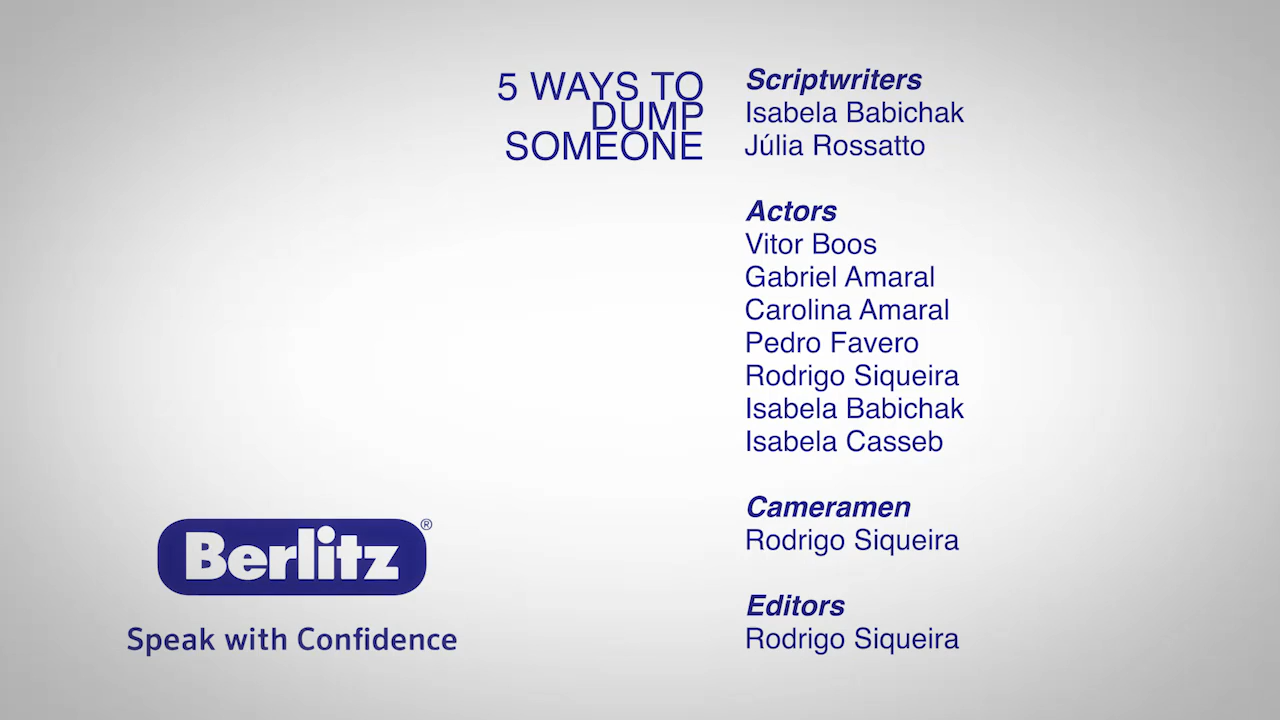 5 WAYS TO
DUMP
SOMEONE
Scriptwriters
Isabela Babichak
Júlia Rossatto
Actors
Vitor Boos
Gabriel Amaral
Carolina Amaral
Pedro Favero
Rodrigo Siqueira
Isabela Babichak
Isabela Casseb
Cameramen
Rodrigo Siqueira
Editors
Rodrigo Siqueira
Berlitz®
Speak with Confidence